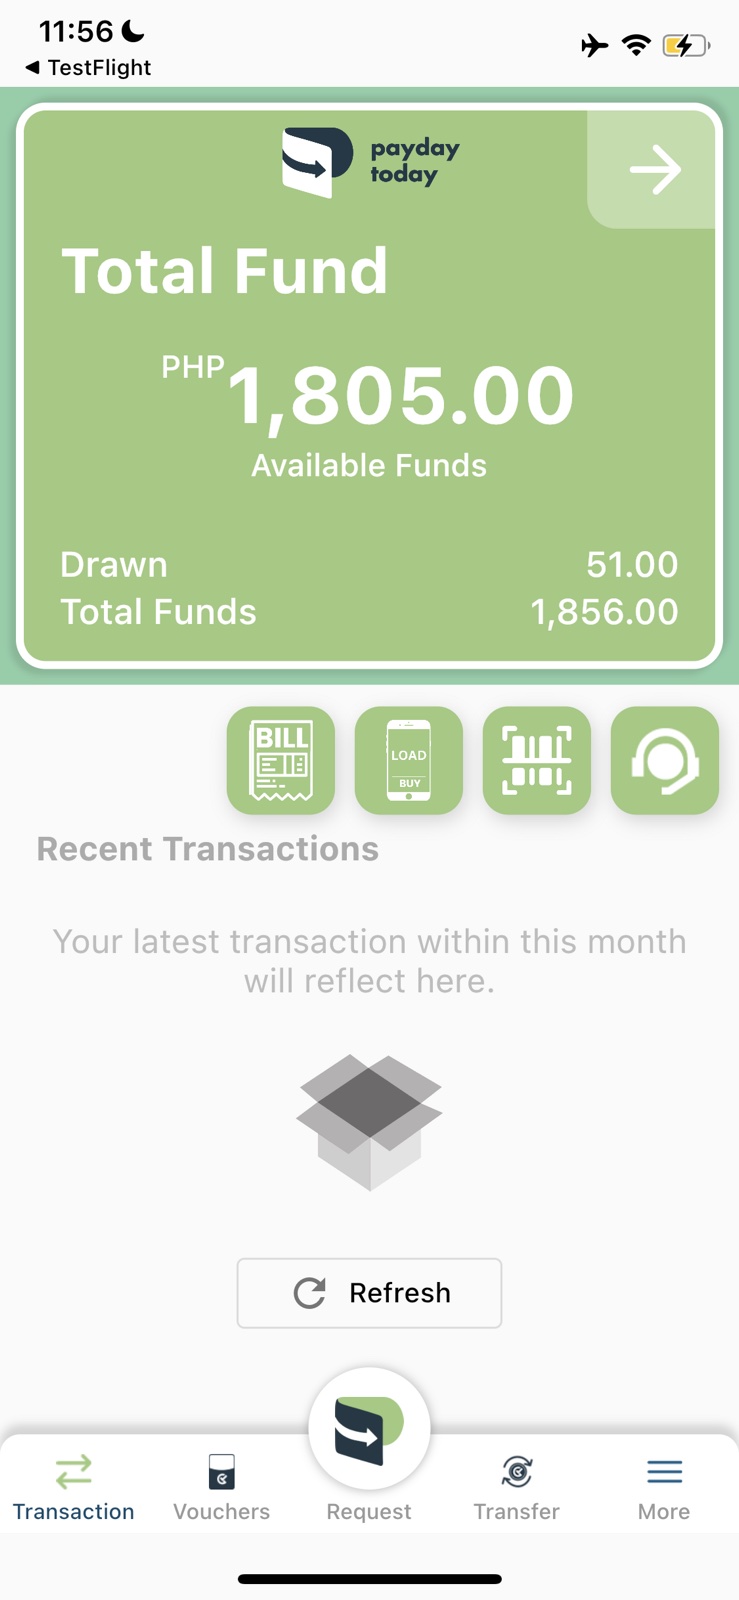 11:56
◀ TestFlight
payday
today
Total Fund
PHP 1,805.00
Available Funds
Drawn 51.00
Total Funds 1,856.00
BILL
LOAD
BUY
Recent Transactions
Your latest transaction within this month
will reflect here.
Refresh
Transaction Vouchers Request Transfer More